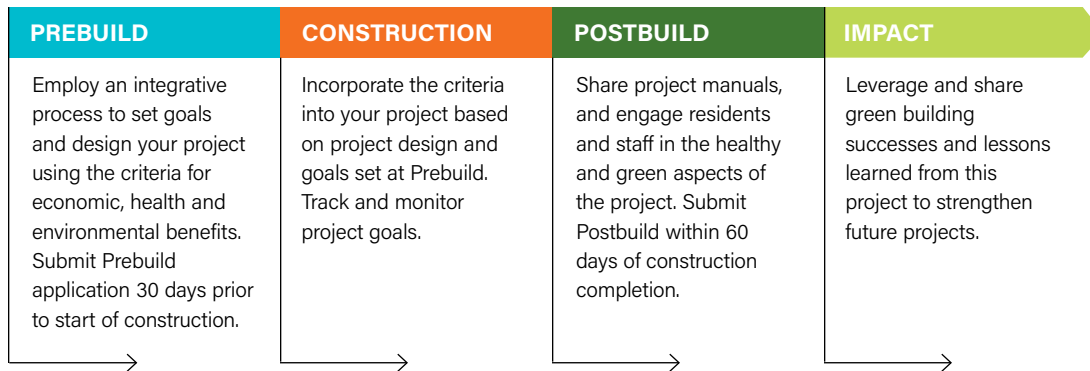 PREBUILD
Employ an integrative
process to set goals
and design your project
using the criteria for
economic, health and
environmental benefits.
Submit Prebuild
application 30 days prior
to start of construction.
CONSTRUCTION
Incorporate the criteria
into your project based
on project design and
goals set at Prebuild.
Track and monitor
project goals.
POSTBUILD
Share project manuals,
and engage residents
and staff in the healthy
and green aspects of
the project. Submit
Postbuild within 60
days of construction
completion.
IMPACT
Leverage and share
green building
successes and lessons
learned from this
project to strengthen
future projects.